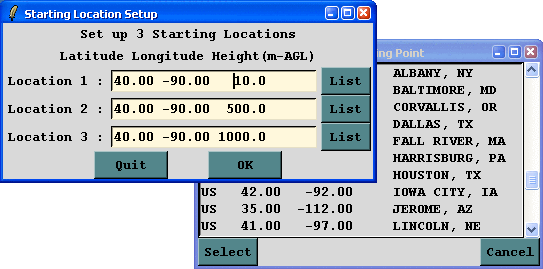 Starting Location Setup
Set up 3 Starting Locations
Latitude Longitude Height(m-AGL)
Location 1 : 40.00 -90.00 10.0 List
Location 2 : 40.00 -90.00 500.0 List
Location 3 : 40.00 -90.00 1000.0 List
Quit OK
Point
ALBANY, NY
BALTIMORE, MD
CORVALLIS, OR
DALLAS, TX
FALL RIVER, MA
HARRISBURG, PA
HOUSTON, TX
US 42.00 -92.00 IOWA CITY, IA
US 35.00 -112.00 JEROME, AZ
US 41.00 -97.00 LINCOLN, NE
Select Cancel